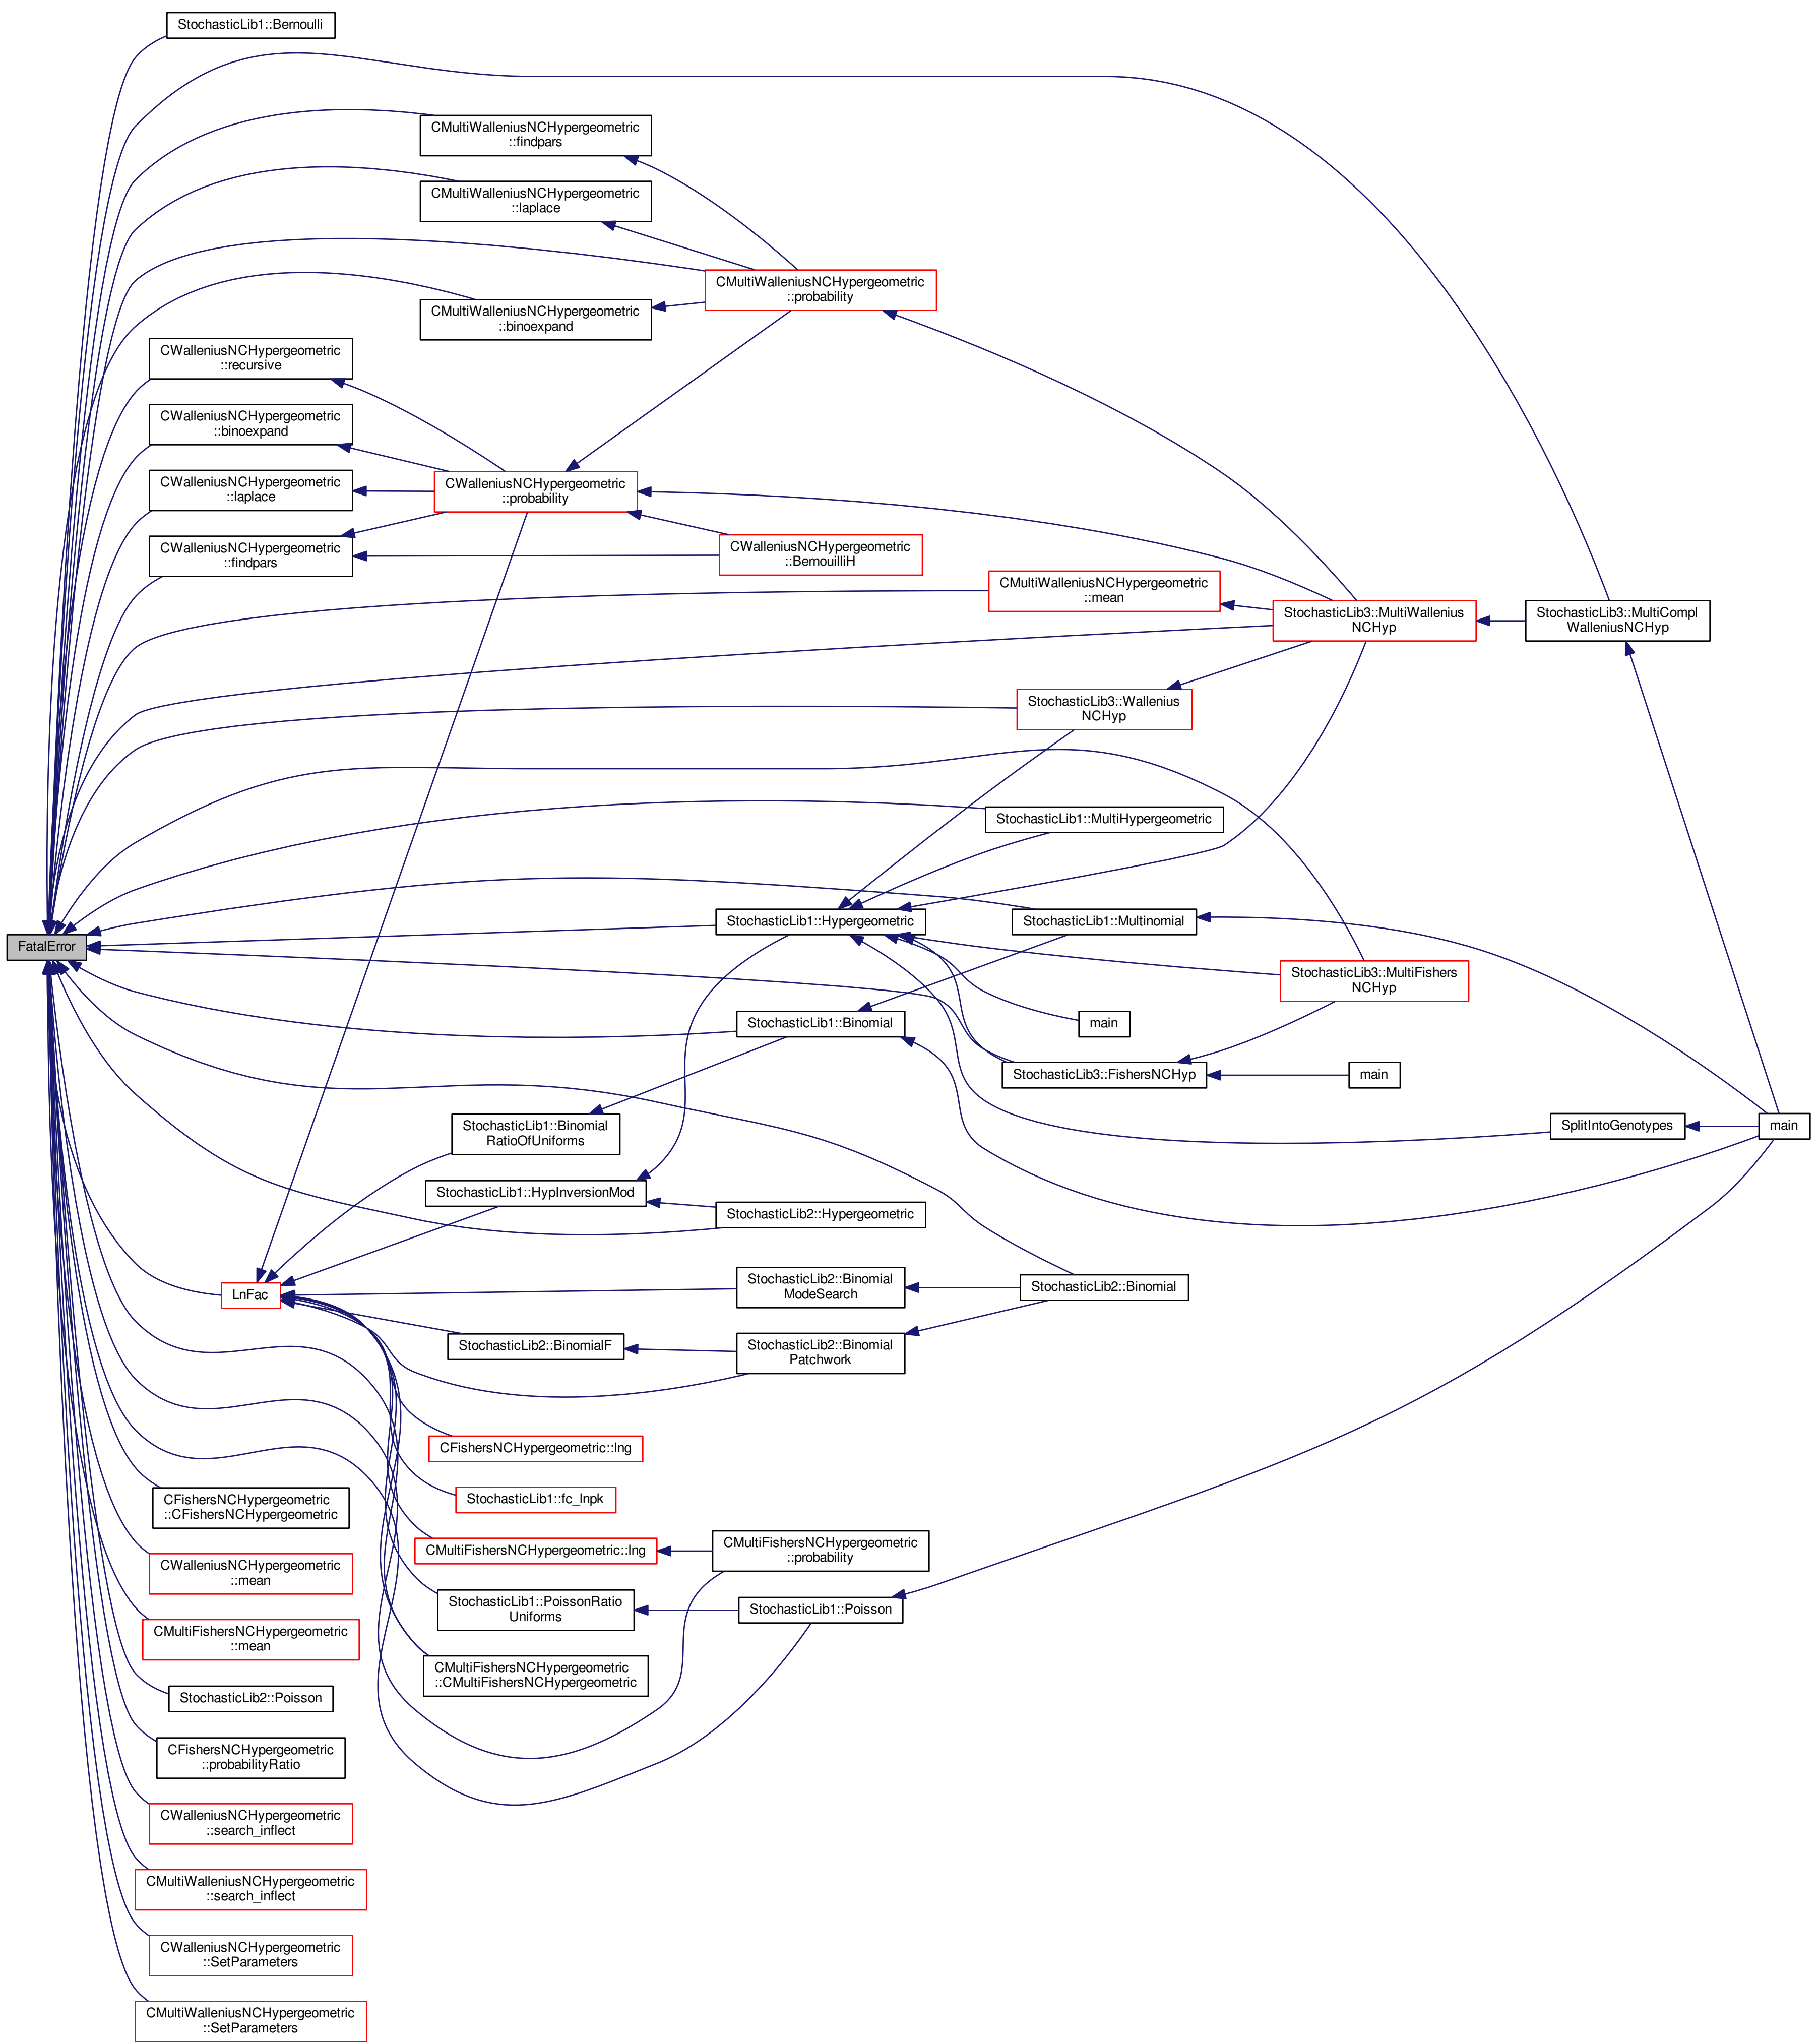 StochasticLib1::Bernoulli
CMultiWalleniusNCHypergeometric
::findpars
CMultiWalleniusNCHypergeometric
::laplace
CMultiWalleniusNCHypergeometric
::probability
CMultiWalleniusNCHypergeometric
::binoexpand
CWalleniusNCHypergeometric
::recursive
CWalleniusNCHypergeometric
::binoexpand
CWalleniusNCHypergeometric
::laplace
CWalleniusNCHypergeometric
::probability
CWalleniusNCHypergeometric
::findpars
CWalleniusNCHypergeometric
::BernouilliH
CMultiWalleniusNCHypergeometric
::mean
StochasticLib3::MultiWallenius
NCHyp
StochasticLib3::MultiCompl
WalleniusNCHyp
StochasticLib3::Wallenius
NCHyp
StochasticLib1::MultiHypergeometric
StochasticLib1::Hypergeometric
StochasticLib1::Multinomial
FatalError
StochasticLib3::MultiFishers
NCHyp
StochasticLib1::Binomial
main
StochasticLib3::FishersNCHyp
main
StochasticLib1::Binomial
RatioOfUniforms
SplitIntoGenotypes
main
StochasticLib1::HypInversionMod
StochasticLib2::Hypergeometric
LnFac
StochasticLib2::Binomial
ModeSearch
StochasticLib2::Binomial
StochasticLib2::BinomialF
StochasticLib2::Binomial
Patchwork
CFishersNCHypergeometric::lng
StochasticLib1::fc_lnpk
CFishersNCHypergeometric
::CFishersNCHypergeometric
CMultiFishersNCHypergeometric::lng
CMultiFishersNCHypergeometric
::probability
CWalleniusNCHypergeometric
::mean
StochasticLib1::PoissonRatio
Uniforms
StochasticLib1::Poisson
CMultiFishersNCHypergeometric
::mean
CMultiFishersNCHypergeometric
::CMultiFishersNCHypergeometric
StochasticLib2::Poisson
CFishersNCHypergeometric
::probabilityRatio
CWalleniusNCHypergeometric
::search_inflect
CMultiWalleniusNCHypergeometric
::search_inflect
CWalleniusNCHypergeometric
::SetParameters
CMultiWalleniusNCHypergeometric
::SetParameters